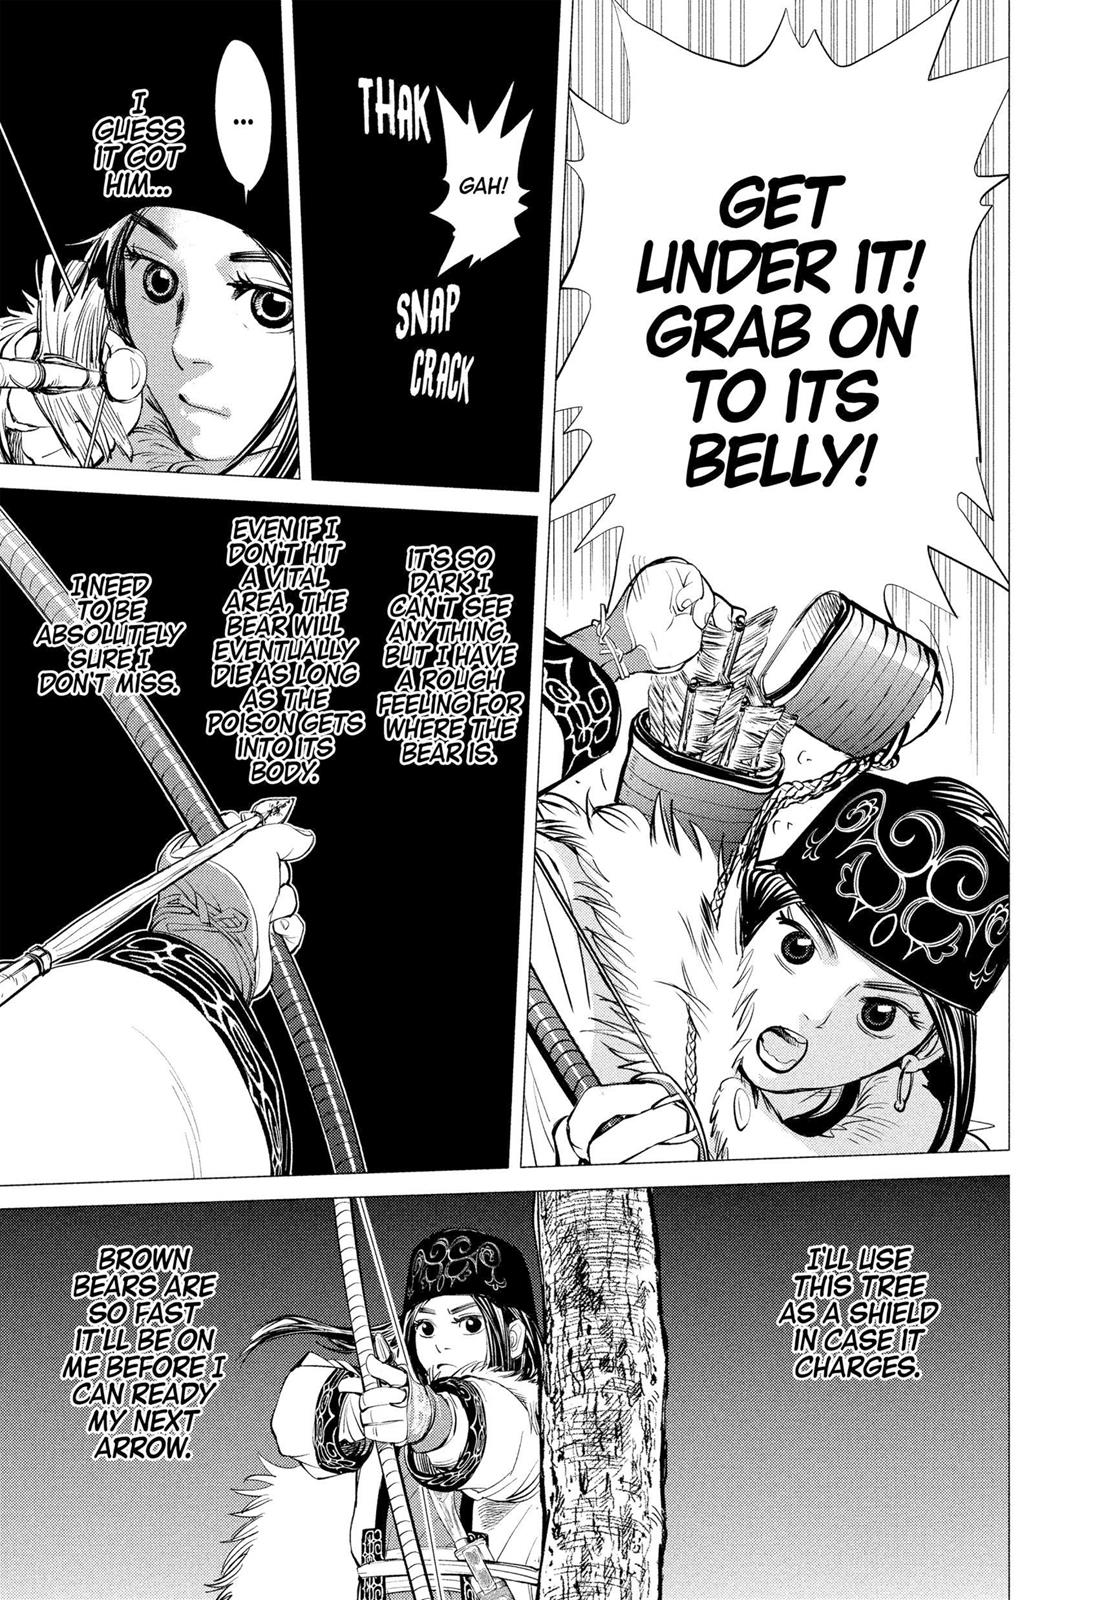 GET
UNDER IT!
GRAB ON
TO ITS
BELLY!
THAK
GAH!
SNAP
CRACK
...
I
GUESS
IT GOT
HIM...
IT'S SO
DARK I
CAN'T SEE
ANYTHING,
BUT I HAVE
A ROUGH
FEELING FOR
WHERE THE
BEAR IS.
EVEN IF I
DON'T HIT
A VITAL
AREA, THE
BEAR WILL
EVENTUALLY
DIE AS LONG
AS THE
POISON GETS
INTO ITS
BODY.
I NEED
TO BE
ABSOLUTELY
SURE I
DON'T MISS.
I'LL USE
THIS TREE
AS A SHIELD
IN CASE IT
CHARGES.
BROWN
BEARS ARE
SO FAST
IT'LL BE ON
ME BEFORE I
CAN READY
MY NEXT
ARROW.